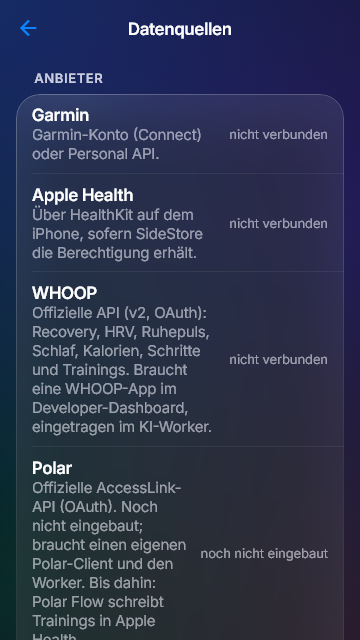 Datenquellen
ANBIETER
Garmin
Garmin-Konto (Connect)
oder Personal API.
nicht verbunden
Apple Health
Über HealthKit auf dem
iPhone, sofern SideStore
die Berechtigung erhält.
nicht verbunden
WHOOP
Offizielle API (v2, OAuth):
Recovery, HRV, Ruhepuls,
Schlaf, Kalorien, Schritte
und Trainings. Braucht
eine WHOOP-App im
Developer-Dashboard,
eingetragen im KI-Worker.
nicht verbunden
Polar
Offizielle AccessLink-
API (OAuth). Noch
nicht eingebaut;
braucht einen eigenen
Polar-Client und den
Worker. Bis dahin:
Polar Flow schreibt
Trainings in Apple
Health.
noch nicht eingebaut